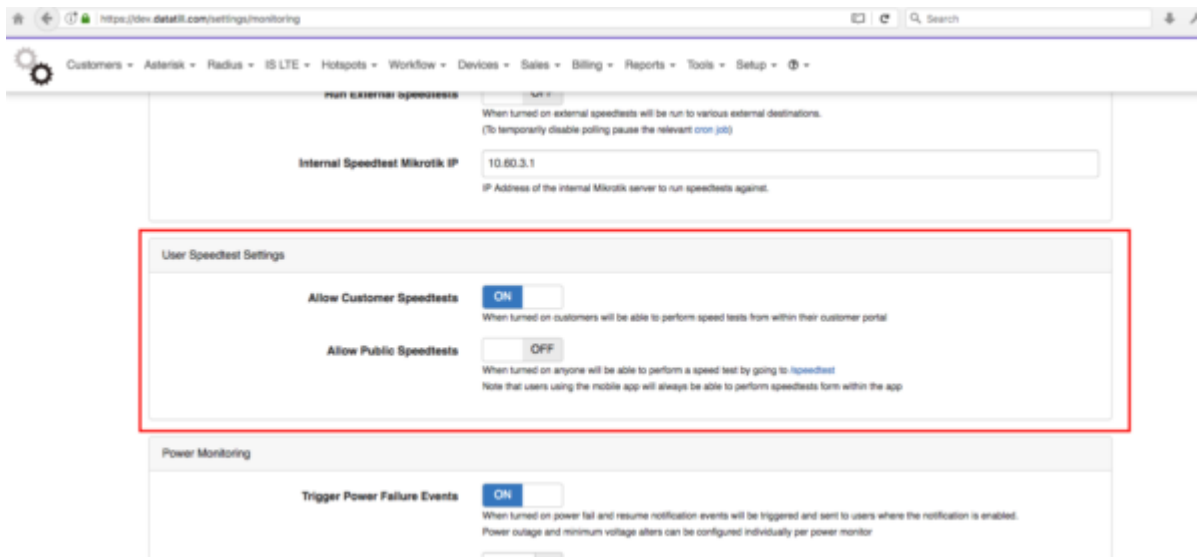 https://dev.datatill.com/settings/monitoring
Search
Customers Asterisk Radius IS LTE Hotspots Workflow Devices Sales Billing Reports Tools Setup
Run External Speedtests OFF
When turned on external speedtests will be run to various external destinations.
(To temporarily disable polling pause the relevant cron job)
Internal Speedtest Mikrotik IP 10.60.3.1
IP Address of the internal Mikrotik server to run speedtests against.
User Speedtest Settings
Allow Customer Speedtests ON
When turned on customers will be able to perform speed tests from within their customer portal
Allow Public Speedtests OFF
When turned on anyone will be able to perform a speed test by going to /speedtest
Note that users using the mobile app will always be able to perform speedtests form within the app
Power Monitoring
Trigger Power Failure Events ON
When turned on power fail and resume notification events will be triggered and sent to users where the notification is enabled.
Power outage and minimum voltage alters can be configured individually per power monitor